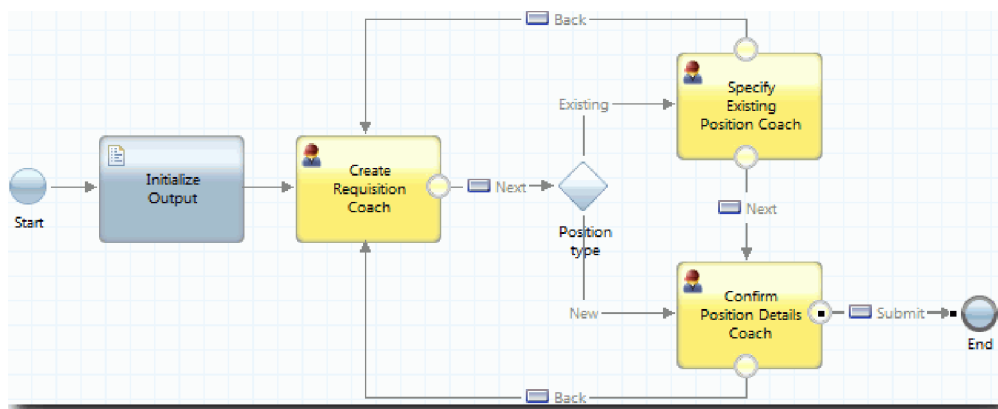 Back
Specify
Existing
Position Coach
Existing
Initialize
Output
Create
Requisition
Coach
Next
Start
Position
type
Next
Confirm
Position Details
Coach
New
Submit
End
Back